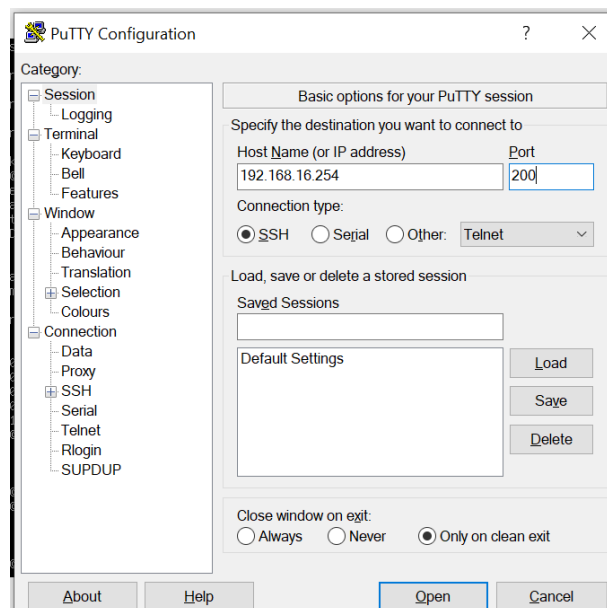 PuTTY Configuration ? ×
Category:
Session
Logging
Terminal
Keyboard
Bell
Features
Window
Appearance
Behaviour
Translation
Selection
Colours
Connection
Data
Proxy
SSH
Serial
Telnet
Rlogin
SUPDUP
Basic options for your PuTTY session
Specify the destination you want to connect to
Host Name (or IP address) Port
192.168.16.254 200
Connection type:
SSH Serial Other: Telnet
Load, save or delete a stored session
Saved Sessions
Default Settings
Load
Save
Delete
Close window on exit:
Always Never Only on clean exit
About Help Open Cancel